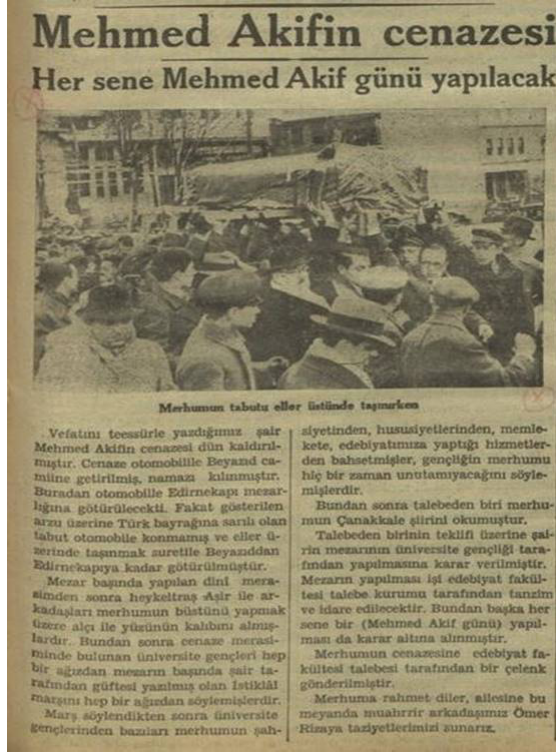 Mehmed Akifin cenazesi
Her sene Mehmed Akif günü yapılacak
Merhumun tabutu eller üstünde taşınırken
Vefatını teessürle yazdığımız şair
Mehmed Akifin cenazesi dün kaldırıl-
mıştır. Cenaze otomobilile Beyazıd ca-
miine getirilmiş, namazı kılınmıştır.
Buradan otomobille Edirnekapı mezar-
lığına götürülecekti. Fakat gösterilen
arzu üzerine Türk bayrağına sarılı olan
tabut otomobile konmamış ve eller ü-
zerinde taşınmak suretile Beyazıddan
Edirnekapıya kadar götürülmüştür.
Mezar başında yapılan dini mera-
simden sonra heykeltraş Aşir ile ar-
kadaşları merhumun büstünü yapmak
üzere alçı ile yüzünün kalıbını almış-
lardır. Bundan sonra cenaze merasi-
minde bulunan üniversite gençleri hep
bir ağızdan mezarın başında şair ta-
rafından güftesi yazılmış olan İstiklâl
marşını hep bir ağızdan söylemişlerdir.
Marş söylendikten sonra üniversite
gençlerinden bazıları merhumun şah-
siyetinden, hususiyetlerinden, memle-
kete, edebiyatımıza yaptığı hizmetler-
den bahsetmişler, gençliğin merhumu
hiç bir zaman unutamıyacağını söyle-
mişlerdir.
Bundan sonra talebeden biri merhu-
mun Çanakkale şiirini okumuştur.
Talebeden birinin teklifi üzerine şai-
rin mezarının üniversite gençliği tara-
fından yapılmasına karar verilmiştir.
Mezarın yapılması işi edebiyat fakül-
tesi talebe kurumu tarafından tanzim
ve idare edilecektir. Bundan başka her
sene bir (Mehmed Akif günü) yapıl-
ması da karar altına alınmıştır.
Merhumun cenazesine edebiyat fa-
kültesi talebesi tarafından bir çelenk
gönderilmiştir.
Merhuma rahmet diler, ailesine bu
meyanda muharrir arkadaşımız Ömer
Rizaya taziyetlerimizi sunarız.